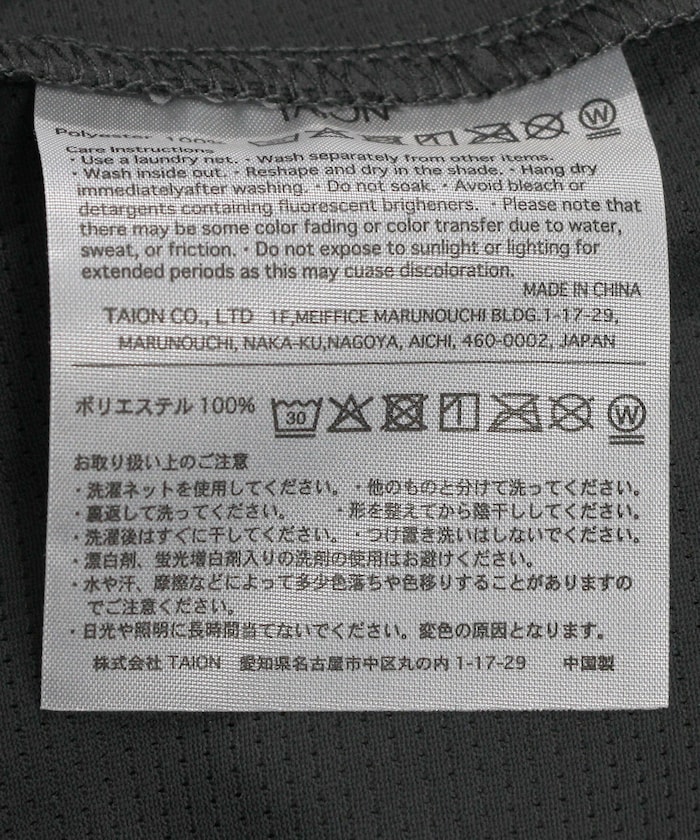 TAION
Polyester 100%
Care Instructions
・Use a laundry net.・Wash separately from other items.
・Wash inside out.・Reshape and dry in the shade.・Hang dry
immediatelyafter washing.・Do not soak.・Avoid bleach or
detargents containing fluorescent brigheners.・Please note that
there may be some color fading or color transfer due to water,
sweat, or friction.・Do not expose to sunlight or lighting for
extended periods as this may cuase discoloration.
MADE IN CHINA
TAION CO., LTD 1F,MEIFFICE MARUNOUCHI BLDG.1-17-29,
MARUNOUCHI, NAKA-KU,NAGOYA, AICHI, 460-0002, JAPAN
ポリエステル 100% 30 W
お取り扱い上のご注意
・洗濯ネットを使用してください。・他のものと分けて洗ってください。
・裏返して洗ってください。 ・形を整えてから陰干ししてください。
・洗濯後はすぐに干してください。・つけ置き洗いはしないでください。
・漂白剤、蛍光増白剤入りの洗剤の使用はお避けください。
・水や汗、摩擦などによって多少色落ちや色移りすることがありますの
でご注意ください。
・日光や照明に長時間当てないでください。変色の原因となります。
株式会社 TAION 愛知県名古屋市中区丸の内 1-17-29 中国製